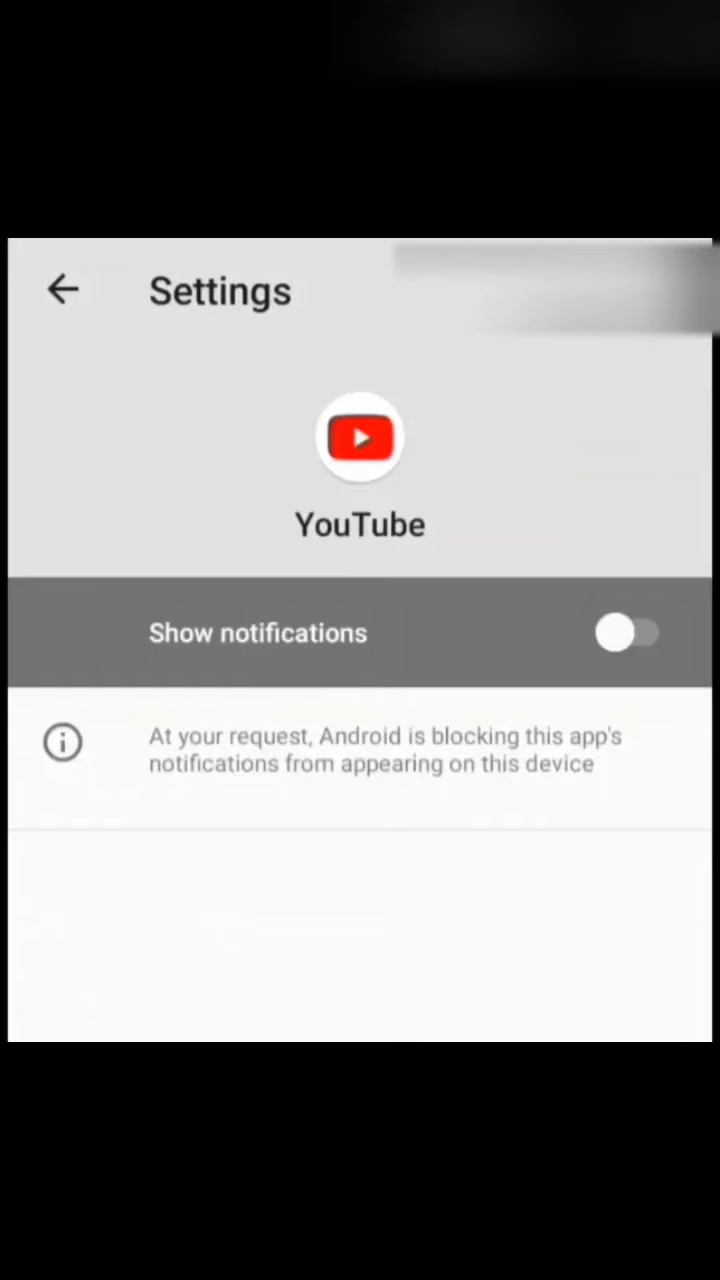 Settings
YouTube
Show notifications
At your request, Android is blocking this app's
notifications from appearing on this device